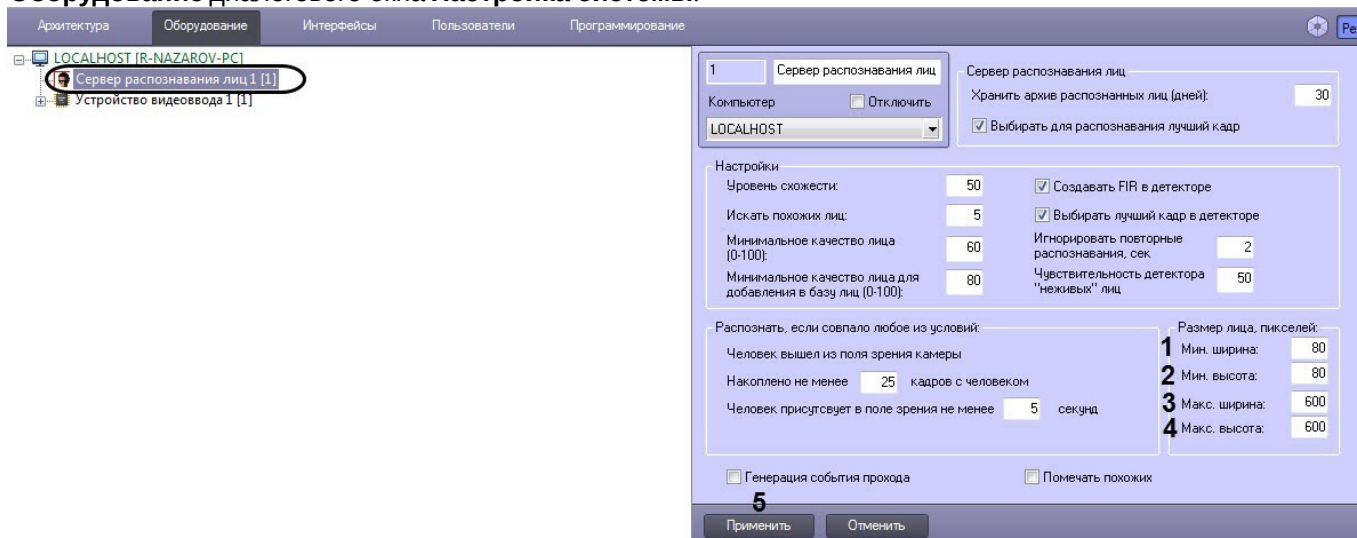 Оборудование диалогового окна Настройка системы.
Архитектура Оборудование Интерфейсы Пользователи Программирование
LOCALHOST [R-NAZAROV-PC]
Сервер распознавания лиц 1 [1]
Устройство видеоввода 1 [1]
1 Сервер распознавания лиц
Компьютер Отключить
LOCALHOST
Сервер распознавания лиц
Хранить архив распознанных лиц (дней): 30
Выбирать для распознавания лучший кадр
Настройки
Уровень схожести: 50 Создавать FIR в детекторе
Искать похожих лиц: 5 Выбирать лучший кадр в детекторе
Минимальное качество лица
(0-100): 60
Игнорировать повторные
распознавания, сек 2
Минимальное качество лица для
добавления в базу лиц (0-100): 80
Чувствительность детектора
"неживых" лиц 50
Распознать, если совпало любое из условий:
Человек вышел из поля зрения камеры
Накоплено не менее 25 кадров с человеком
Человек присутсвует в поле зрения не менее 5 секунд
Размер лица, пикселей:
1 Мин. ширина: 80
2 Мин. высота: 80
3 Макс. ширина: 600
4 Макс. высота: 600
Генерация события прохода Помечать похожих
5
Применить Отменить